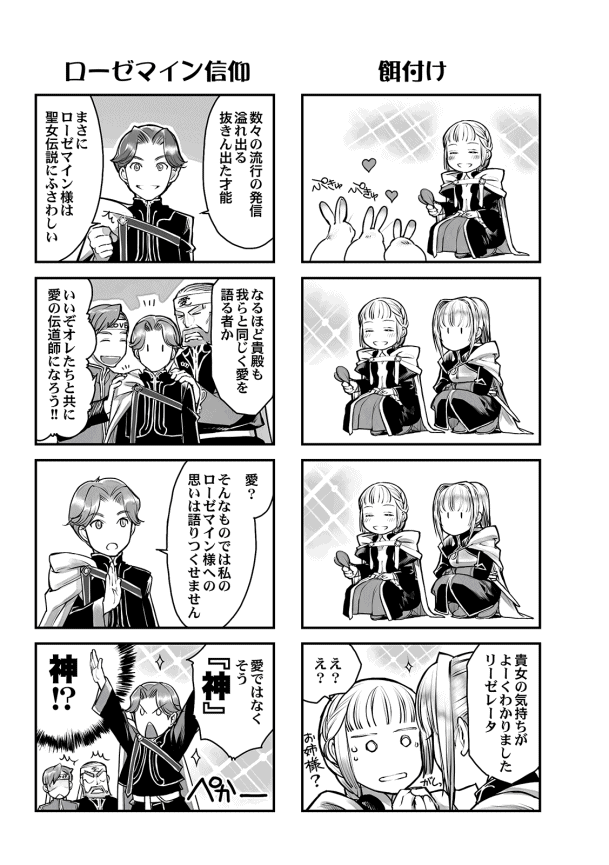 餌付け
ぷきゅ
ぷきゅ
貴女の気持ちが
よーくわかりました
リーゼレータ
え？
え？
お姉様？
がっ
ローゼマイン信仰
数々の流行の発信
溢れ出る
抜きん出た才能
まさに
ローゼマイン様は
聖女伝説にふさわしい
なるほど貴殿も
我らと同じく愛を
語る者か
LOVE
いいぞオレたちと共に
愛の伝道師になろう!!
愛？
そんなものでは私の
ローゼマイン様への
思いは語りつくせません
愛ではなく
そう
『神』
神!?
ペかー